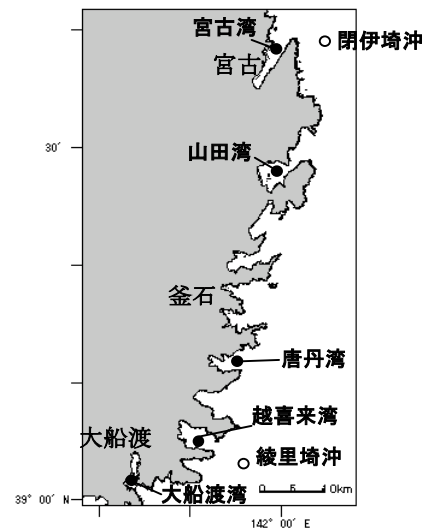 宮古湾
閉伊埼沖
宮古
30'
山田湾
釜石
唐丹湾
越喜来湾
大船渡
綾里埼沖
大船渡湾
0 5 10km
39° 00' N
142° 00' E